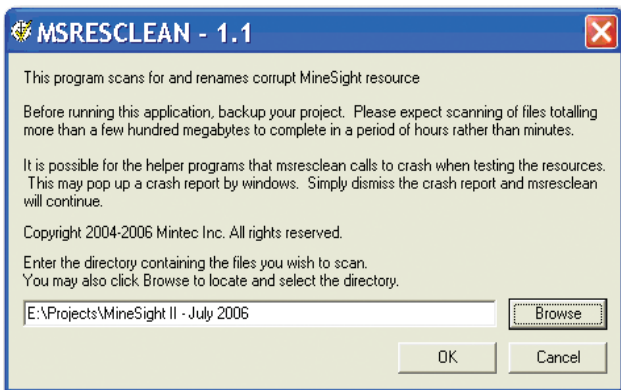 MSRESCLEAN - 1.1
This program scans for and renames corrupt MineSight resource
Before running this application, backup your project. Please expect scanning of files totalling
more than a few hundred megabytes to complete in a period of hours rather than minutes.
It is possible for the helper programs that msresclean calls to crash when testing the resources.
This may pop up a crash report by windows. Simply dismiss the crash report and msresclean
will continue.
Copyright 2004-2006 Mintec Inc. All rights reserved.
Enter the directory containing the files you wish to scan.
You may also click Browse to locate and select the directory.
E:\Projects\MineSight II - July 2006
Browse
OK
Cancel